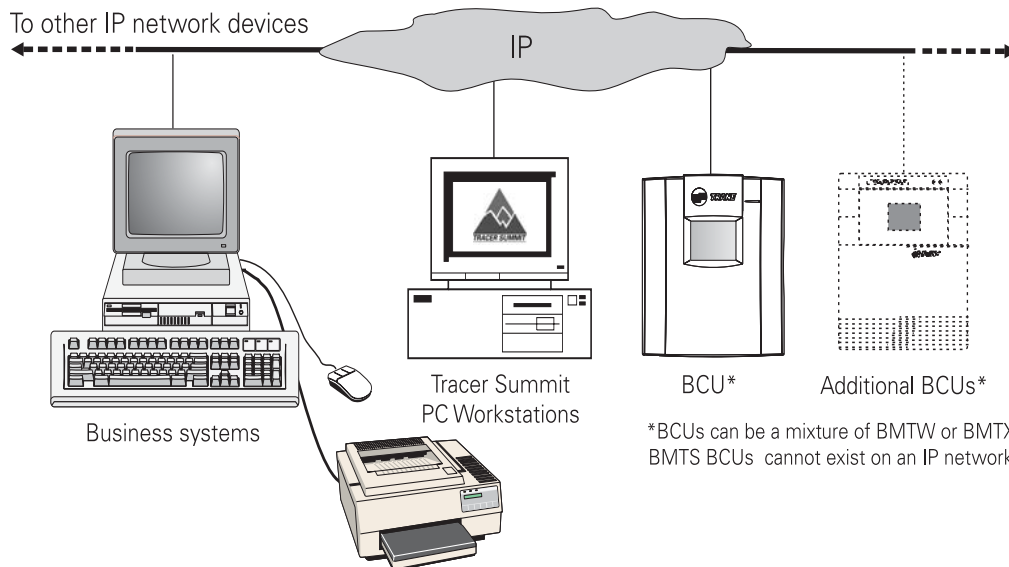 To other IP network devices
IP
TRANE
TRACER SUMMIT
Business systems
Tracer Summit
PC Workstations
BCU*
Additional BCUs*
*BCUs can be a mixture of BMTW or BMTX
BMTS BCUs cannot exist on an IP network